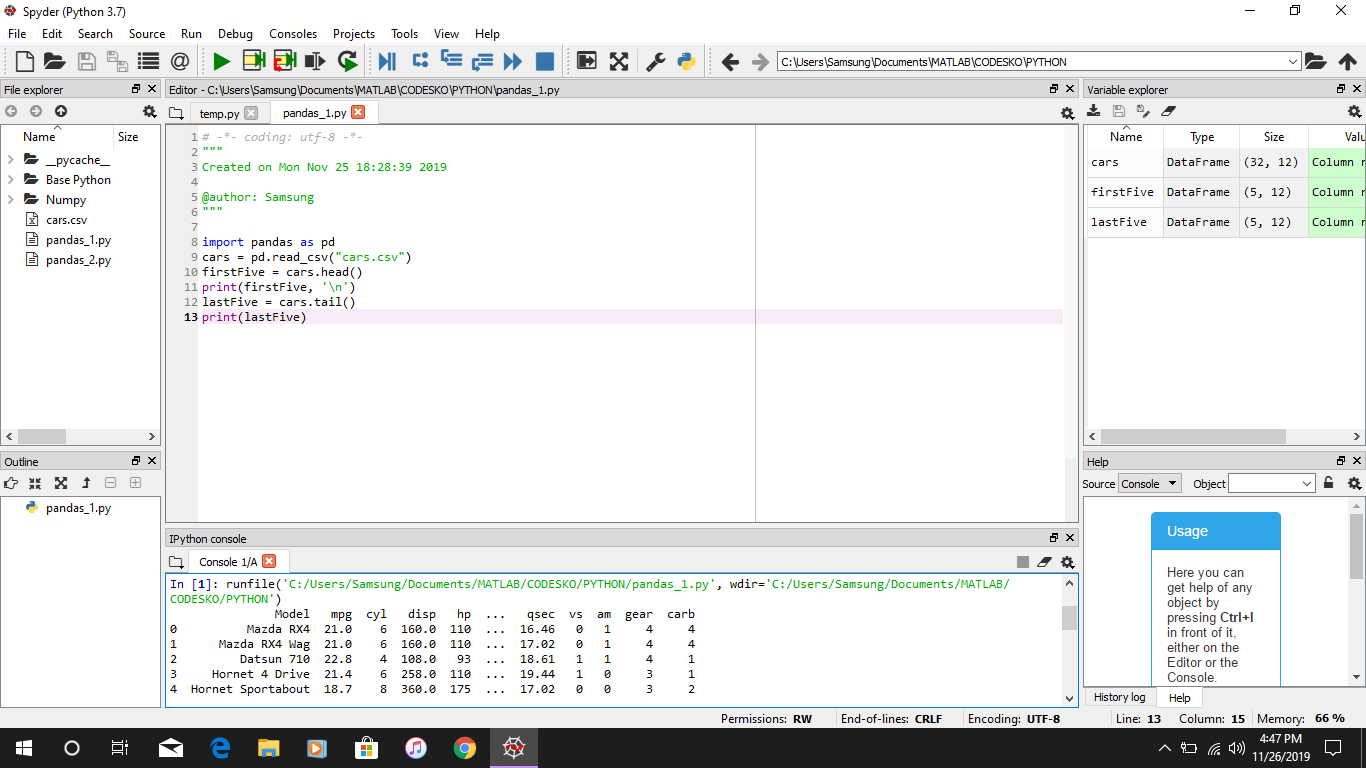 Spyder (Python 3.7)
File Edit Search Source Run Debug Consoles Projects Tools View Help
C:\Users\Samsung\Documents\MATLAB\CODESKO\PYTHON
File explorer
Name Size
__pycache__
Base Python
Numpy
cars.csv
pandas_1.py
pandas_2.py
Outline
pandas_1.py
Editor - C:\Users\Samsung\Documents\MATLAB\CODESKO\PYTHON\pandas_1.py
temp.py pandas_1.py
1 # -*- coding: utf-8 -*-
2 """
3 Created on Mon Nov 25 18:28:39 2019
4
5 @author: Samsung
6 """
7
8 import pandas as pd
9 cars = pd.read_csv("cars.csv")
10 firstFive = cars.head()
11 print(firstFive, '\n')
12 lastFive = cars.tail()
13 print(lastFive)
IPython console
Console 1/A
In [1]: runfile('C:/Users/Samsung/Documents/MATLAB/CODESKO/PYTHON/pandas_1.py', wdir='C:/Users/Samsung/Documents/MATLAB/
CODESKO/PYTHON')
Model mpg cyl disp hp ... qsec vs am gear carb
0 Mazda RX4 21.0 6 160.0 110 ... 16.46 0 1 4 4
1 Mazda RX4 Wag 21.0 6 160.0 110 ... 17.02 0 1 4 4
2 Datsun 710 22.8 4 108.0 93 ... 18.61 1 1 4 1
3 Hornet 4 Drive 21.4 6 258.0 110 ... 19.44 1 0 3 1
4 Hornet Sportabout 18.7 8 360.0 175 ... 17.02 0 0 3 2
Variable explorer
Name Type Size Valu
cars DataFrame (32, 12) Column n
firstFive DataFrame (5, 12) Column n
lastFive DataFrame (5, 12) Column n
Help
Source Console Object
Usage
Here you can
get help of any
object by
pressing Ctrl+I
in front of it,
either on the
Editor or the
Console.
History log Help
Permissions: RW End-of-lines: CRLF Encoding: UTF-8 Line: 13 Column: 15 Memory: 66 %
4:47 PM
11/26/2019